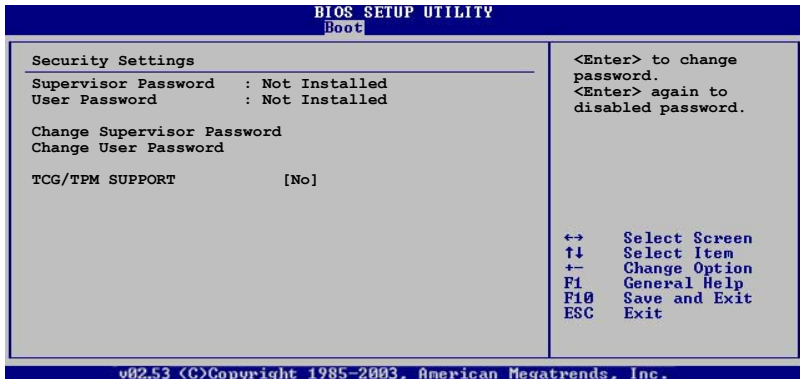 BIOS SETUP UTILITY
Boot
Security Settings
Supervisor Password : Not Installed
User Password : Not Installed
Change Supervisor Password
Change User Password
TCG/TPM SUPPORT [No]
<Enter> to change
password.
<Enter> again to
disabled password.
←→ Select Screen
↑↓ Select Item
+- Change Option
F1 General Help
F10 Save and Exit
ESC Exit
v02.53 (C)Copyright 1985-2003, American Megatrends, Inc.